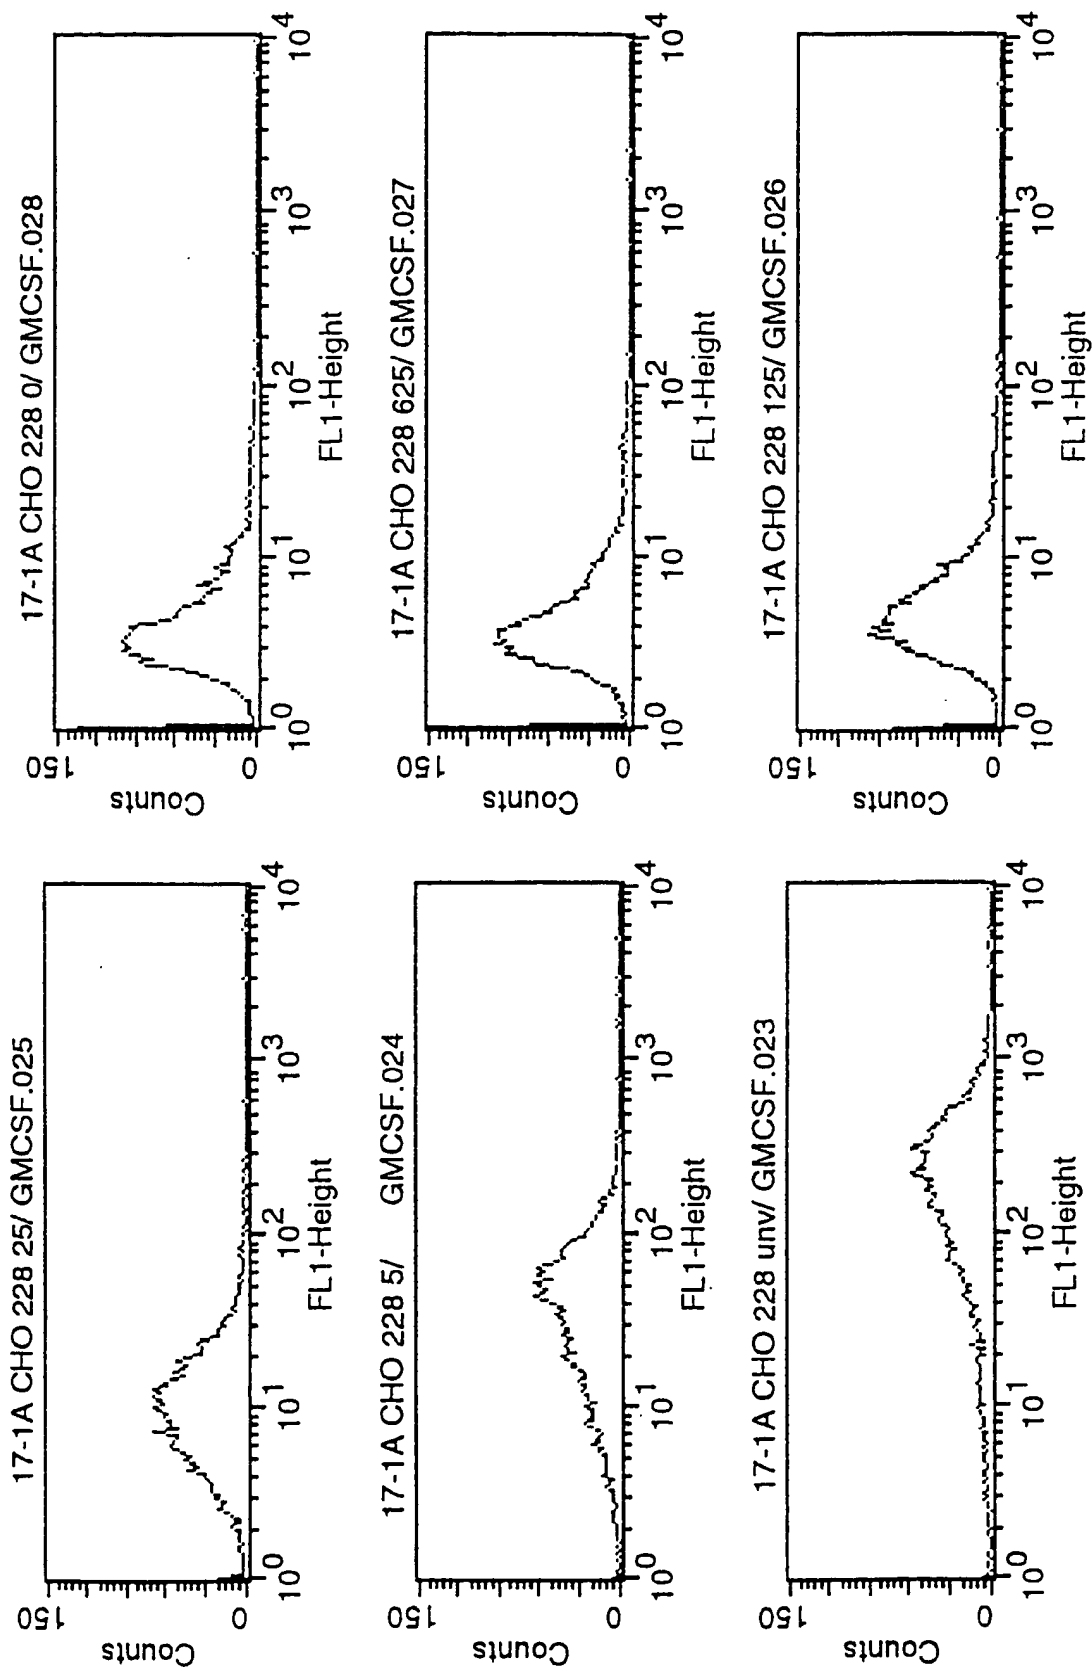 17-1A CHO 228 25/ GMCSF.025
150
Counts
0
10^0 10^1 10^2 10^3 10^4
FL1-Height
17-1A CHO 228 0/ GMCSF.028
150
Counts
0
10^0 10^1 10^2 10^3 10^4
FL1-Height
17-1A CHO 228 5/ GMCSF.024
150
Counts
0
10^0 10^1 10^2 10^3 10^4
FL1-Height
17-1A CHO 228 625/ GMCSF.027
150
Counts
0
10^0 10^1 10^2 10^3 10^4
FL1-Height
17-1A CHO 228 unv/ GMCSF.023
150
Counts
0
10^0 10^1 10^2 10^3 10^4
FL1-Height
17-1A CHO 228 125/ GMCSF.026
150
Counts
0
10^0 10^1 10^2 10^3 10^4
FL1-Height